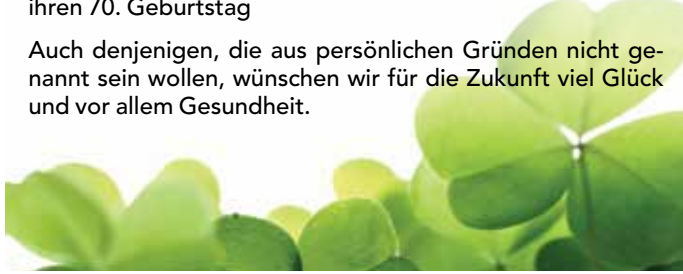 ihren 70. Geburtstag
Auch denjenigen, die aus persönlichen Gründen nicht ge-
nannt sein wollen, wünschen wir für die Zukunft viel Glück
und vor allem Gesundheit.